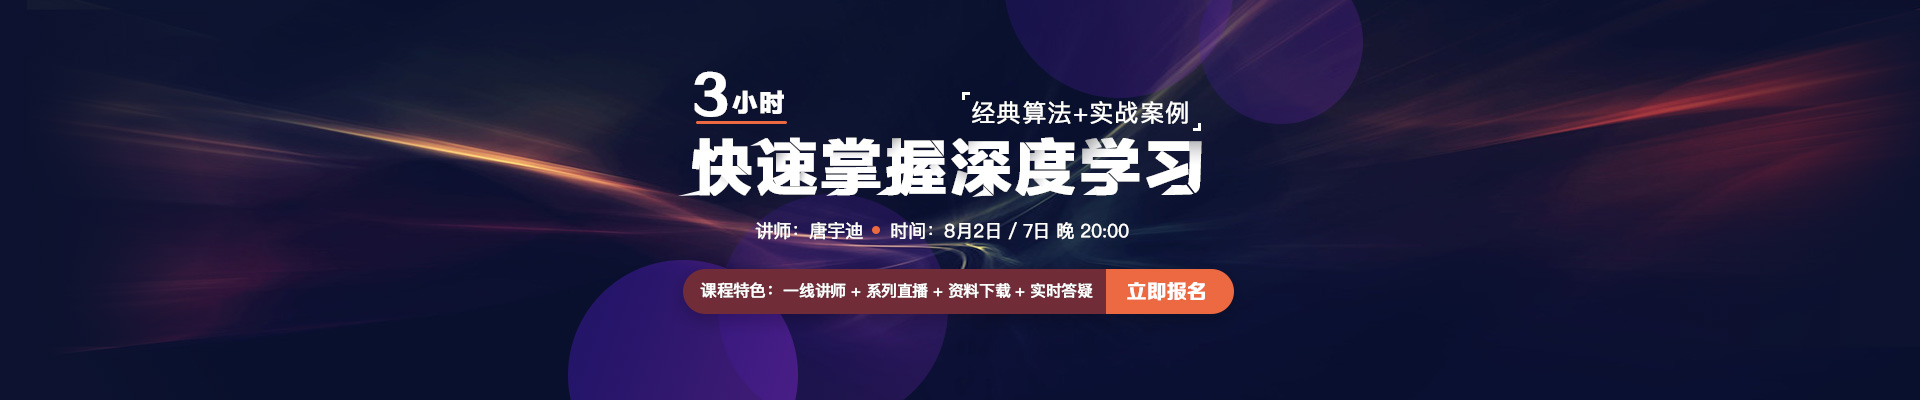 3小时
「经典算法+实战案例」
快速掌握深度学习
讲师：唐宇迪 • 时间：8月2日 / 7日 晚 20:00
课程特色：一线讲师 + 系列直播 + 资料下载 + 实时答疑
立即报名